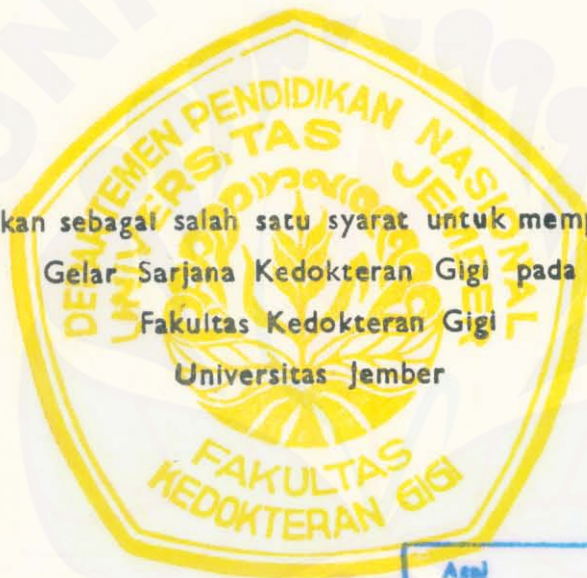 DEPARTEMEN PENDIDIKAN NASIONAL
UNIVERSITAS JEMBER
kan sebagai salah satu syarat untuk memp
Gelar Sarjana Kedokteran Gigi pada
Fakultas Kedokteran Gigi
Universitas Jember
FAKULTAS
KEDOKTERAN GIGI
Asal